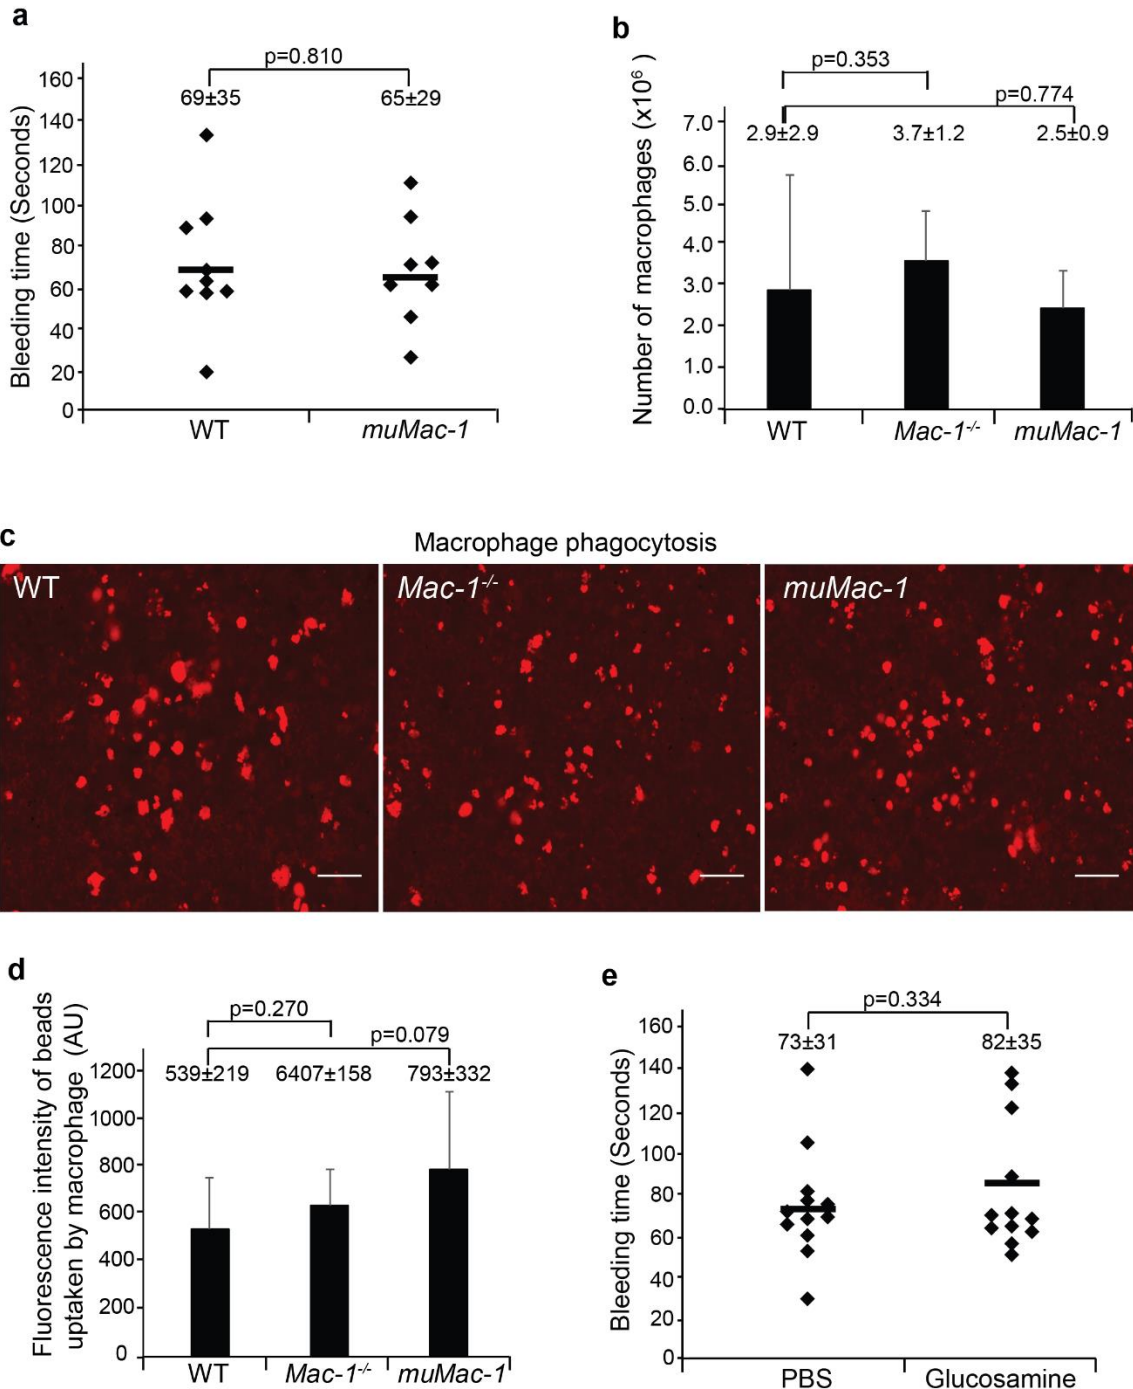 a
p=0.810
69±35
65±29
Bleeding time (Seconds)
160
140
120
100
80
60
40
20
0
WT
muMac-1
b
p=0.353
p=0.774
2.9±2.9
3.7±1.2
2.5±0.9
Number of macrophages (x10⁶)
7.0
6.0
5.0
4.0
3.0
2.0
1.0
0.0
WT
Mac-1⁻/⁻
muMac-1
c
Macrophage phagocytosis
WT
Mac-1⁻/⁻
muMac-1
d
p=0.270
p=0.079
539±219
6407±158
793±332
Fluorescence intensity of beads
uptaken by macrophage (AU)
1200
1000
800
600
400
200
0
WT
Mac-1⁻/⁻
muMac-1
e
p=0.334
73±31
82±35
Bleeding time (Seconds)
160
140
120
100
80
60
40
20
0
PBS
Glucosamine